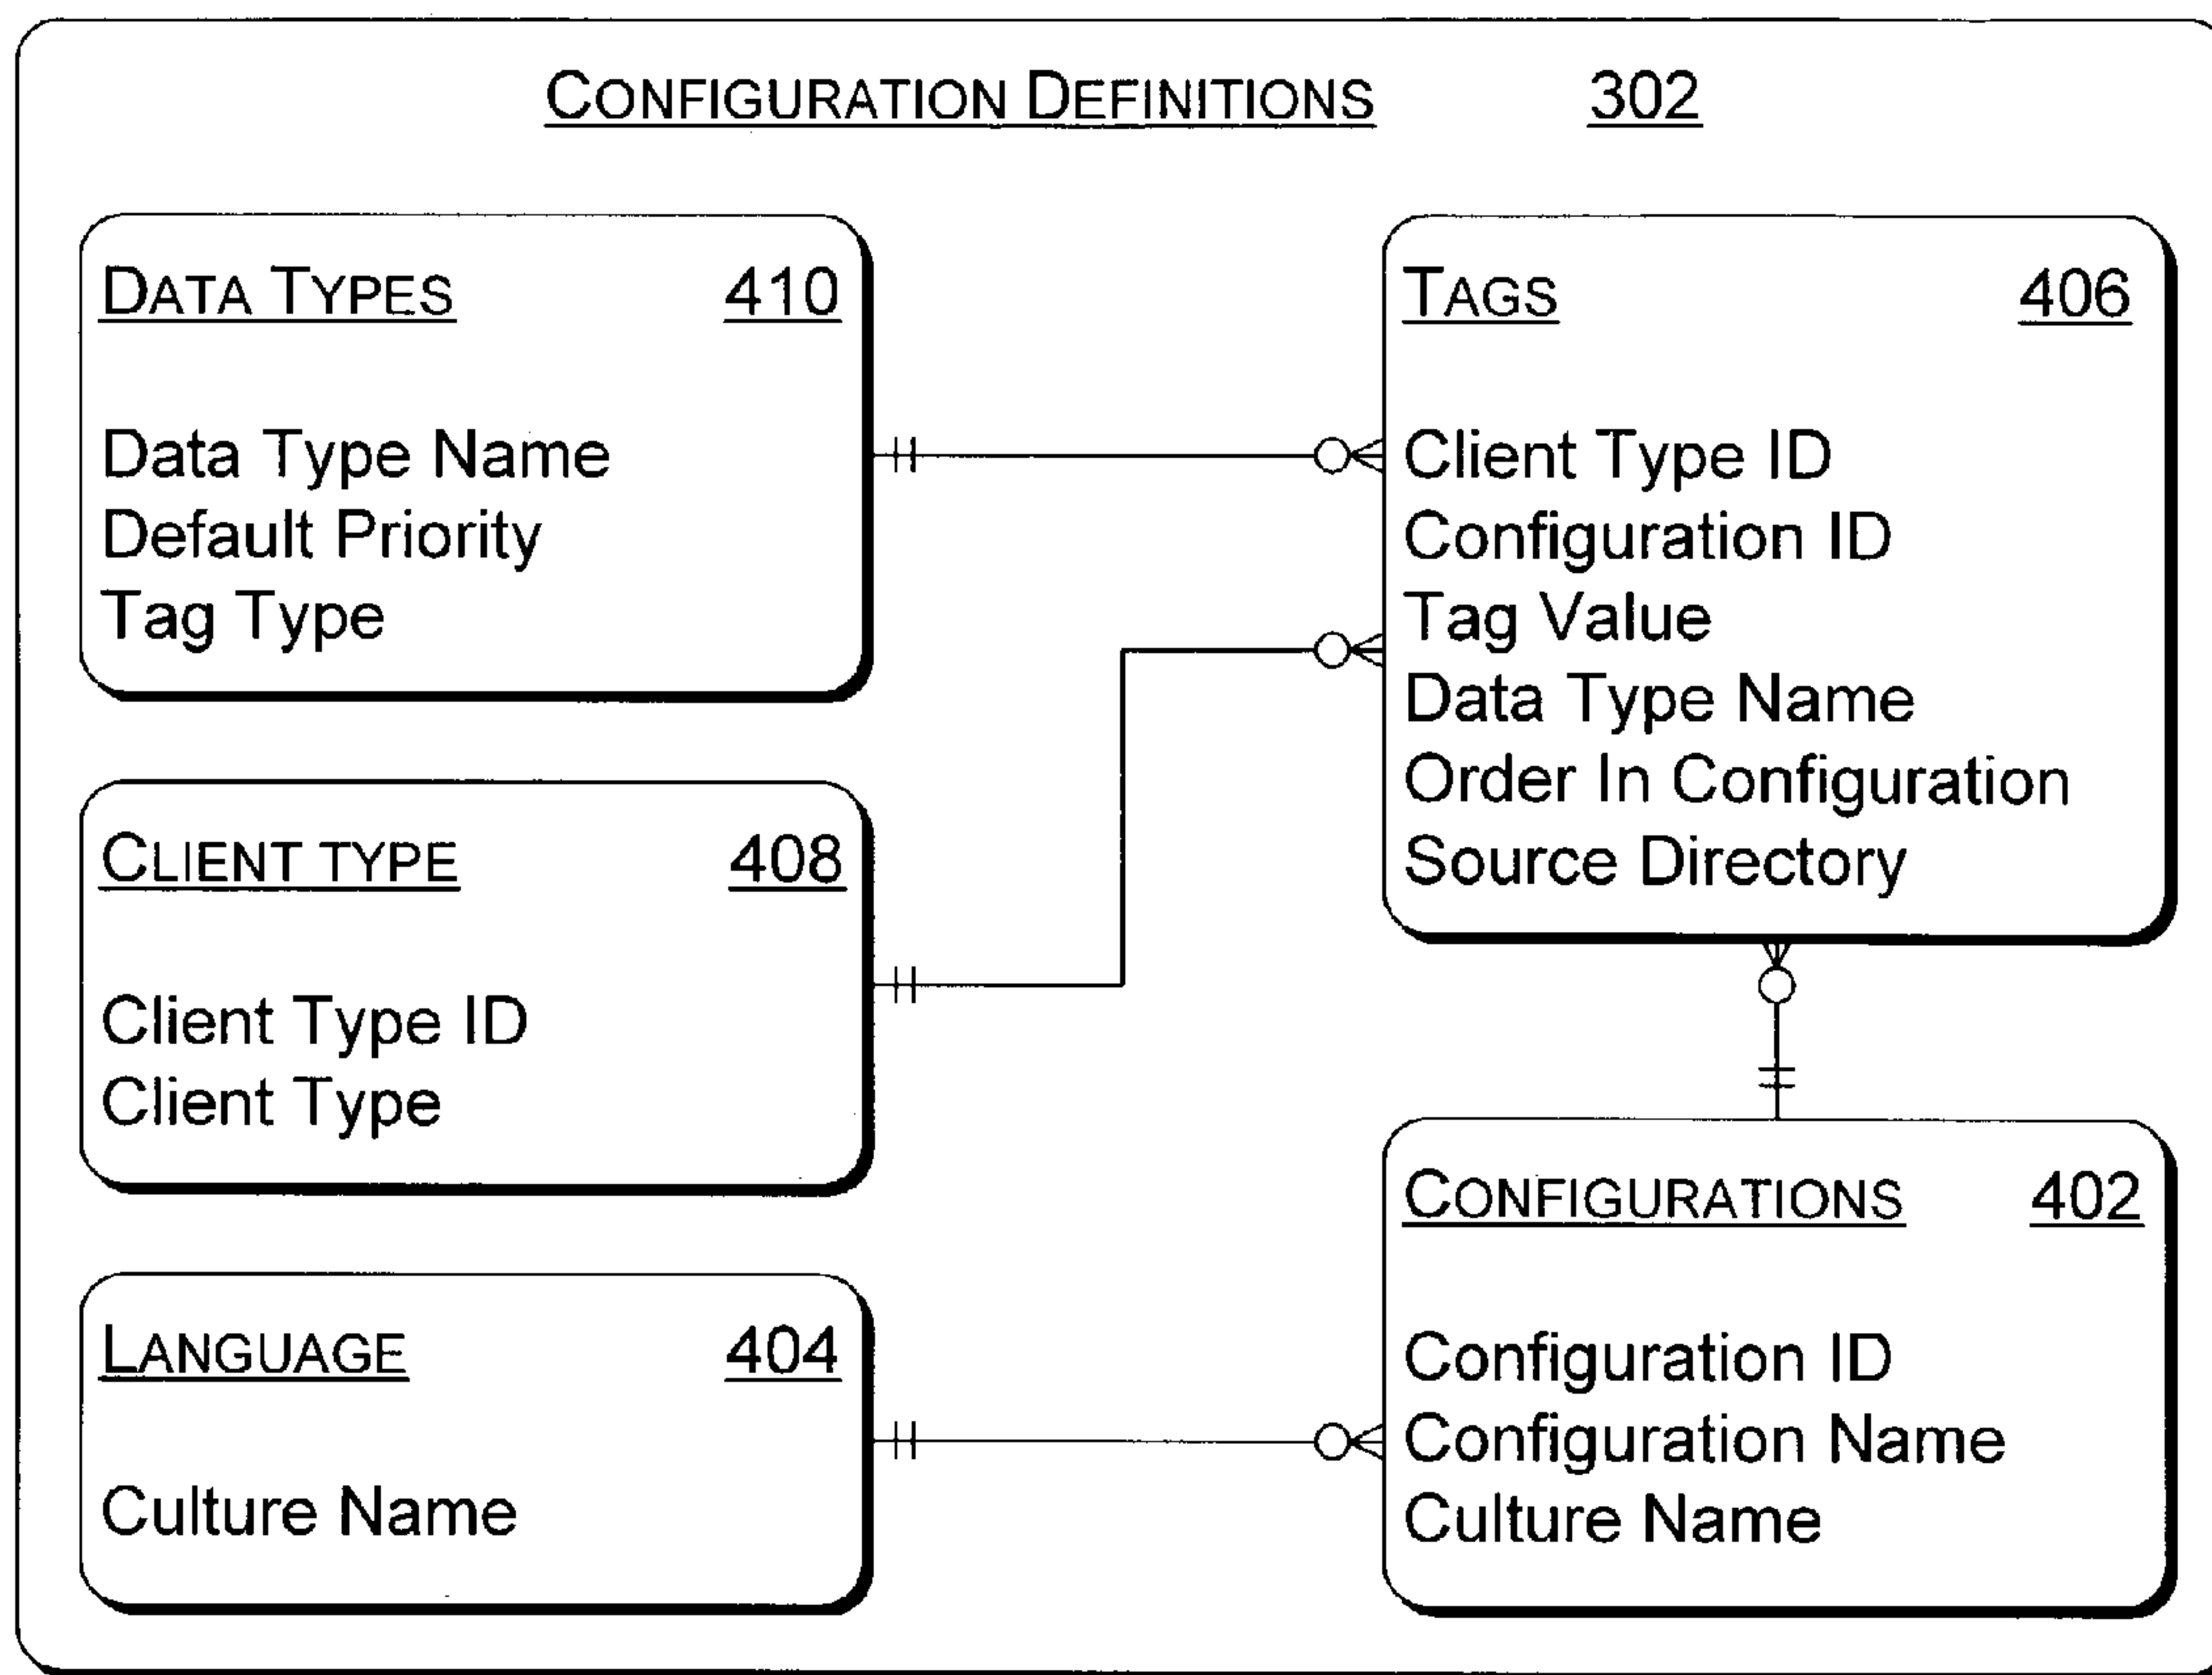 CONFIGURATION DEFINITIONS 302
DATA TYPES 410
Data Type Name
Default Priority
Tag Type
CLIENT TYPE 408
Client Type ID
Client Type
LANGUAGE 404
Culture Name
TAGS 406
Client Type ID
Configuration ID
Tag Value
Data Type Name
Order In Configuration
Source Directory
CONFIGURATIONS 402
Configuration ID
Configuration Name
Culture Name